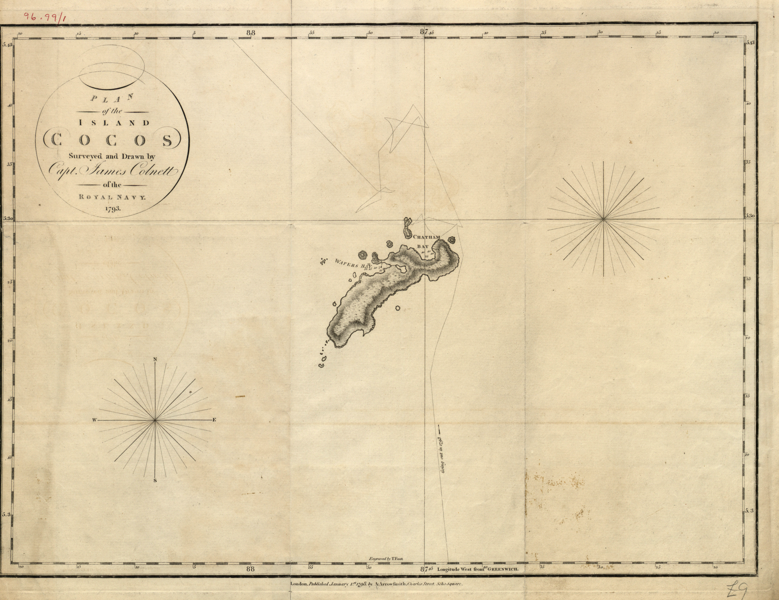 96-99/1
88
87
PLAN
of the
ISLAND
COCOS
Surveyed and Drawn by
Capt. James Colnett
of the
ROYAL NAVY.
1793.
CHATHAM
BAY
WAFERS B.
N
W
E
S
Engraved by T. Foot
88
87
Longitude West from GREENWICH.
London, Published January 1st 1798 by A. Arrowsmith Charles Street Soho Square.
£9